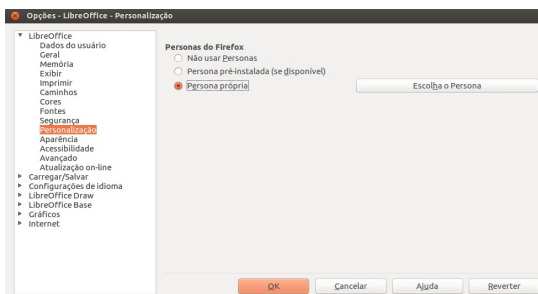 Opções - LibreOffice - Personalização
LibreOffice
Dados do usuário
Geral
Memória
Exibir
Imprimir
Caminhos
Cores
Fontes
Segurança
Personalização
Aparência
Acessibilidade
Avançado
Atualização on-line
Carregar/Salvar
Configurações de idioma
LibreOffice Draw
LibreOffice Base
Gráficos
Internet
Personas do Firefox
Não usar Personas
Persona pré-instalada (se disponível)
Persona própria
Escolha o Persona
OK
Cancelar
Ajuda
Reverter